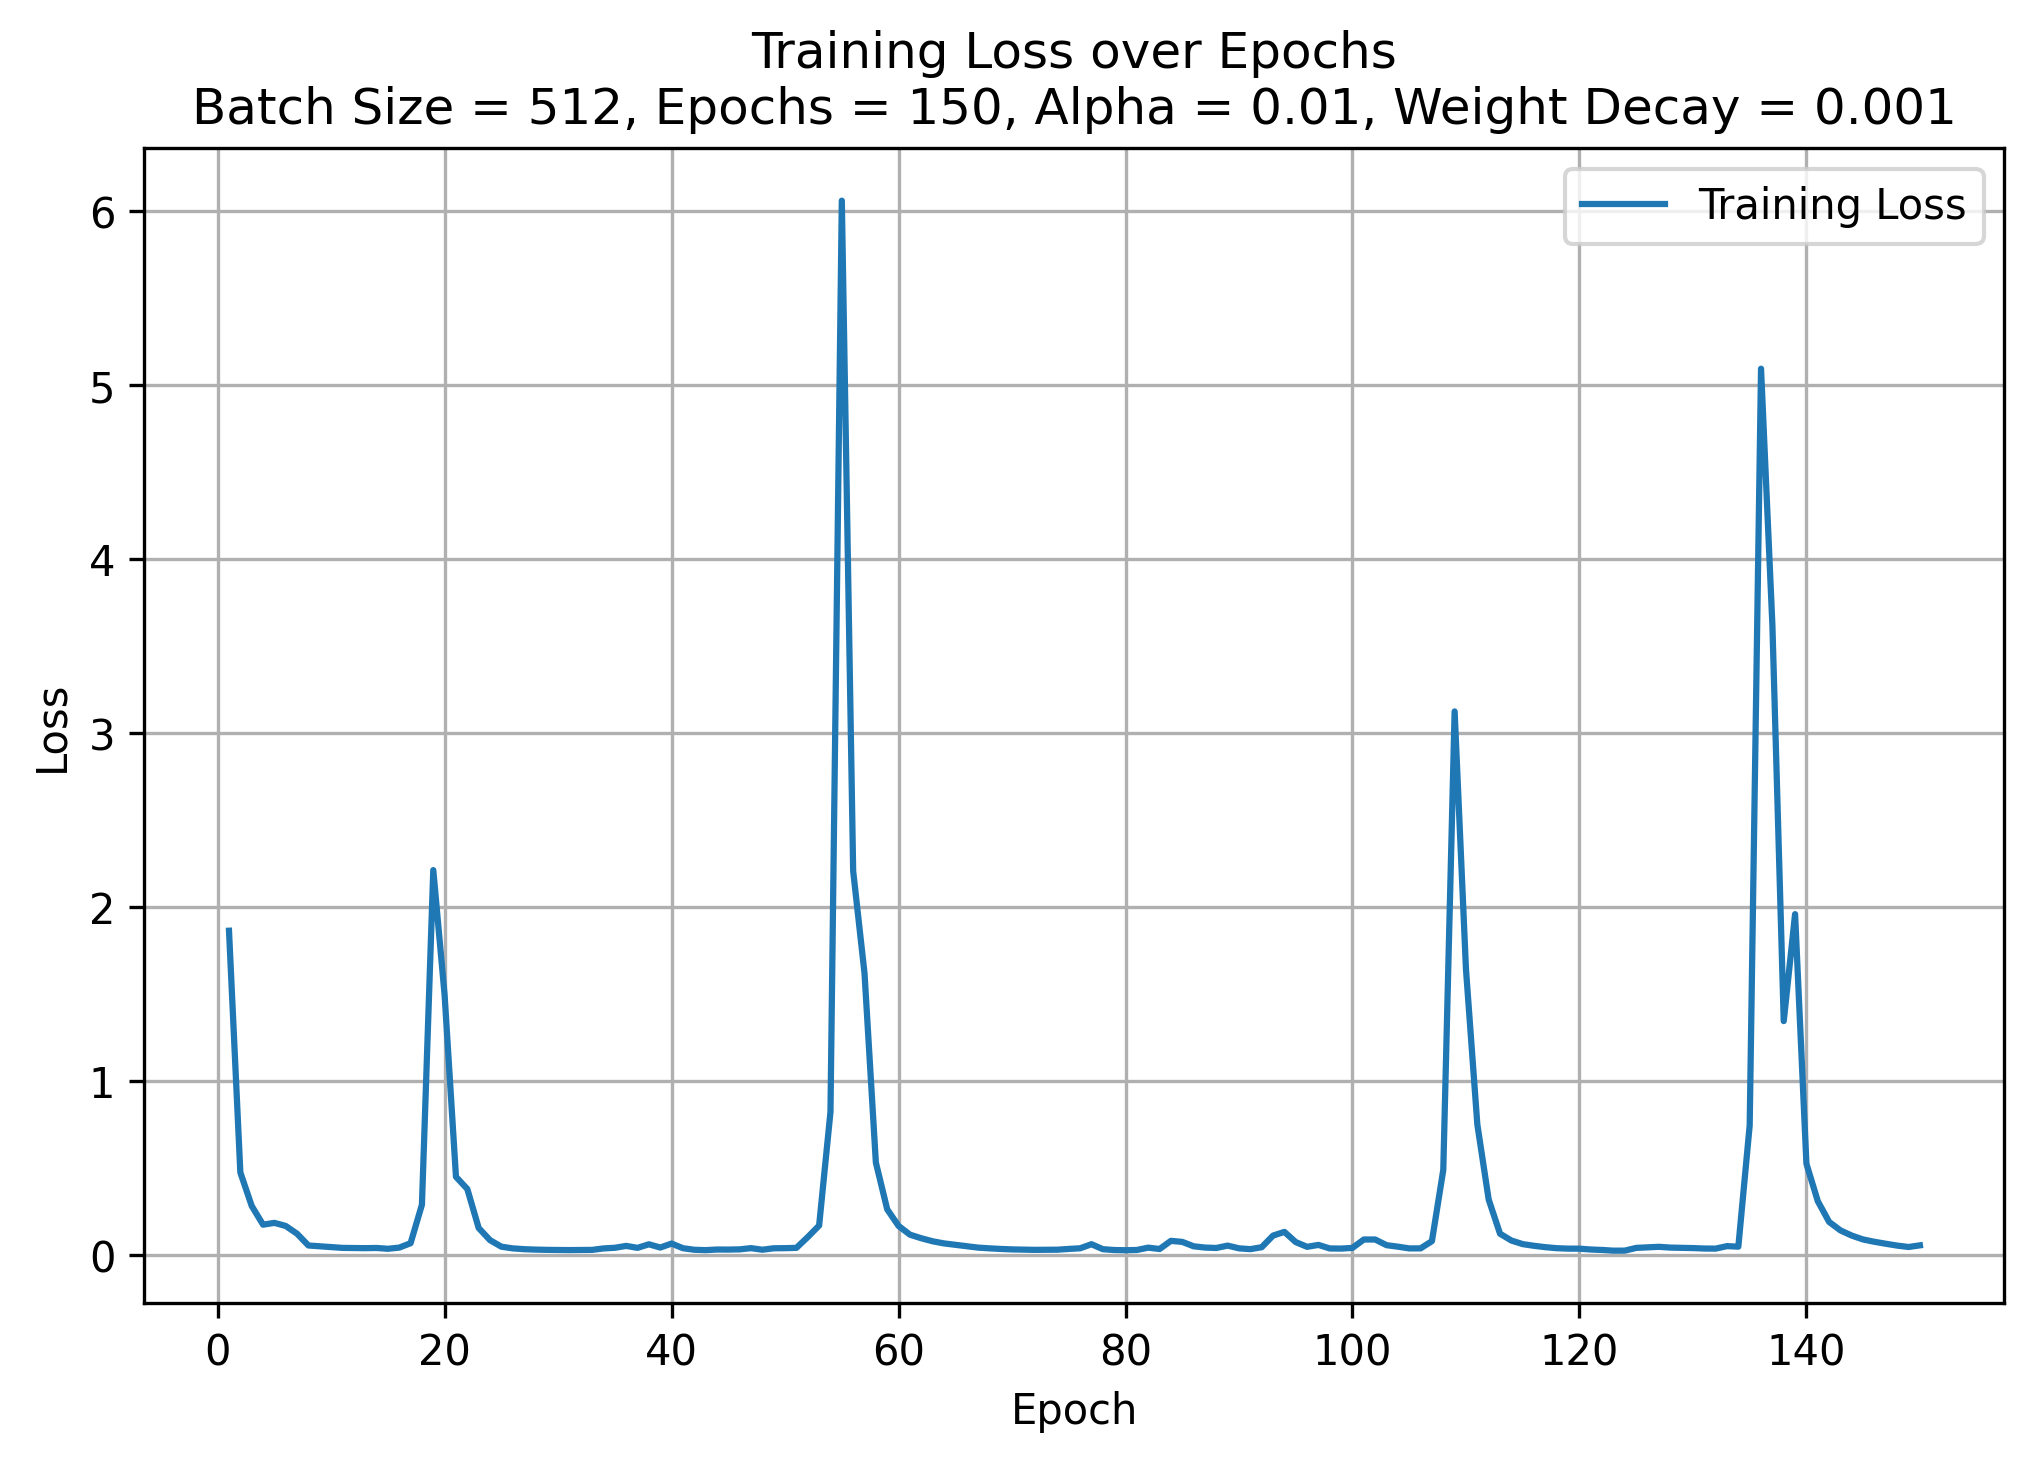 Training Loss over Epochs
Batch Size = 512, Epochs = 150, Alpha = 0.01, Weight Decay = 0.001
Training Loss
6
5
4
3
2
1
0
Loss
0 20 40 60 80 100 120 140
Epoch